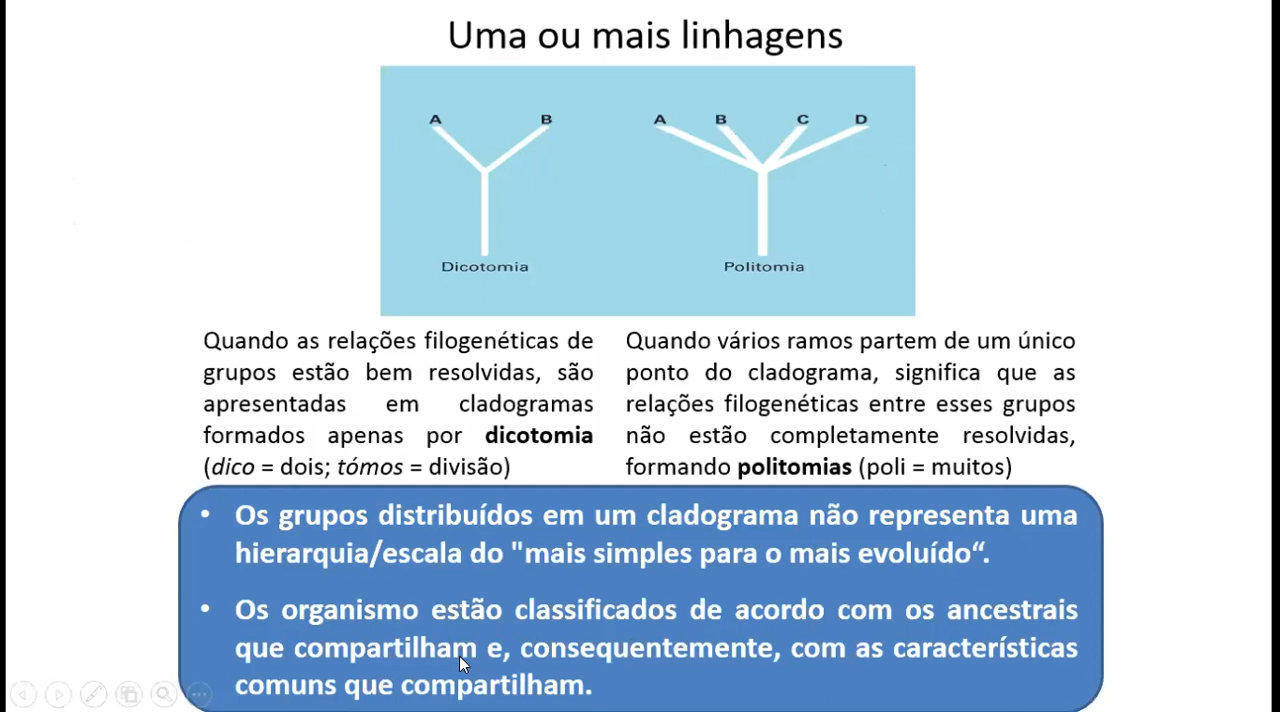 Uma ou mais linhagens
A B A B C D
Dicotomia Politomia
Quando as relações filogenéticas de
grupos estão bem resolvidas, são
apresentadas em cladogramas
formados apenas por dicotomia
(dico = dois; tómos = divisão)
Quando vários ramos partem de um único
ponto do cladograma, significa que as
relações filogenéticas entre esses grupos
não estão completamente resolvidas,
formando politomias (poli = muitos)
• Os grupos distribuídos em um cladograma não representa uma
hierarquia/escala do "mais simples para o mais evoluído“.
• Os organismo estão classificados de acordo com os ancestrais
que compartilham e, consequentemente, com as características
comuns que compartilham.